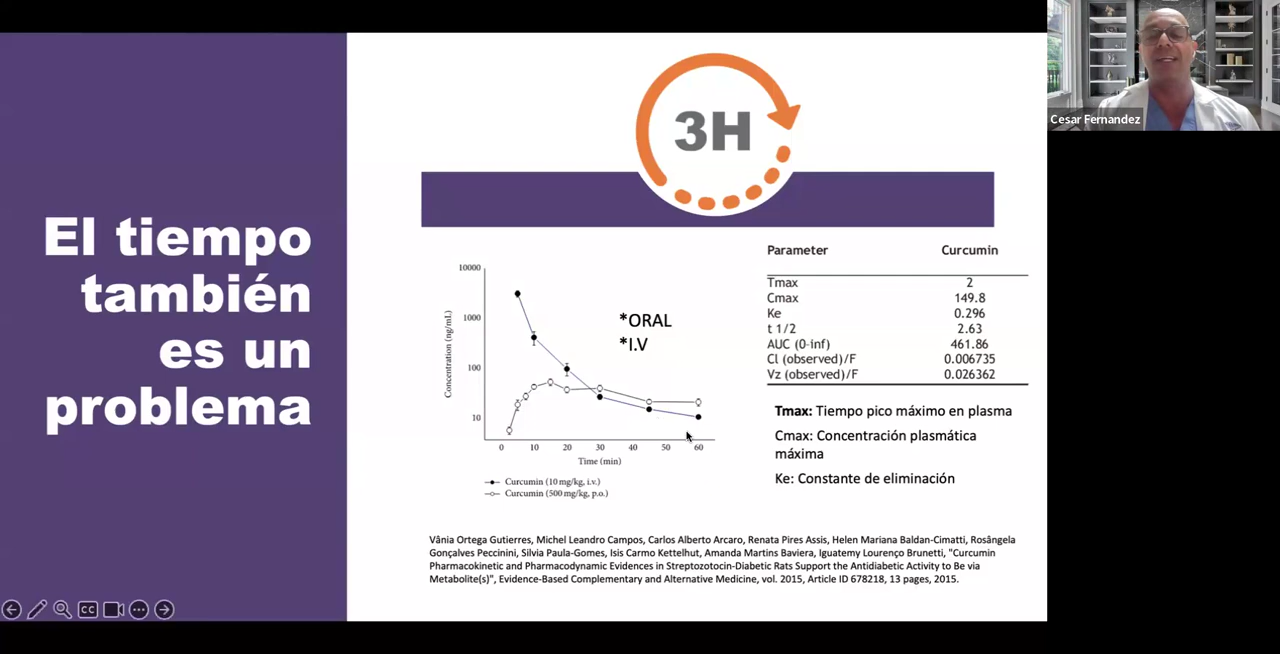 El tiempo
también
es un
problema
3H
*ORAL
*I.V
10000
1000
100
10
Concentration (ng/mL)
0 10 20 30 40 50 60
Time (min)
Curcumin (10 mg/kg, i.v.)
Curcumin (500 mg/kg, p.o.)
Parameter Curcumin
Tmax 2
Cmax 149.8
Ke 0.296
t 1/2 2.63
AUC (0-inf) 461.86
Cl (observed)/F 0.006735
Vz (observed)/F 0.026362
Tmax: Tiempo pico máximo en plasma
Cmax: Concentración plasmática
máxima
Ke: Constante de eliminación
Vânia Ortega Gutierres, Michel Leandro Campos, Carlos Alberto Arcaro, Renata Pires Assis, Helen Mariana Baldan-Cimatti, Rosângela
Gonçalves Peccinini, Silvia Paula-Gomes, Isis Carmo Kettelhut, Amanda Martins Baviera, Iguatemy Lourenço Brunetti, "Curcumin
Pharmacokinetic and Pharmacodynamic Evidences in Streptozotocin-Diabetic Rats Support the Antidiabetic Activity to Be via
Metabolite(s)", Evidence-Based Complementary and Alternative Medicine, vol. 2015, Article ID 678218, 13 pages, 2015.
CC
Cesar Fernandez